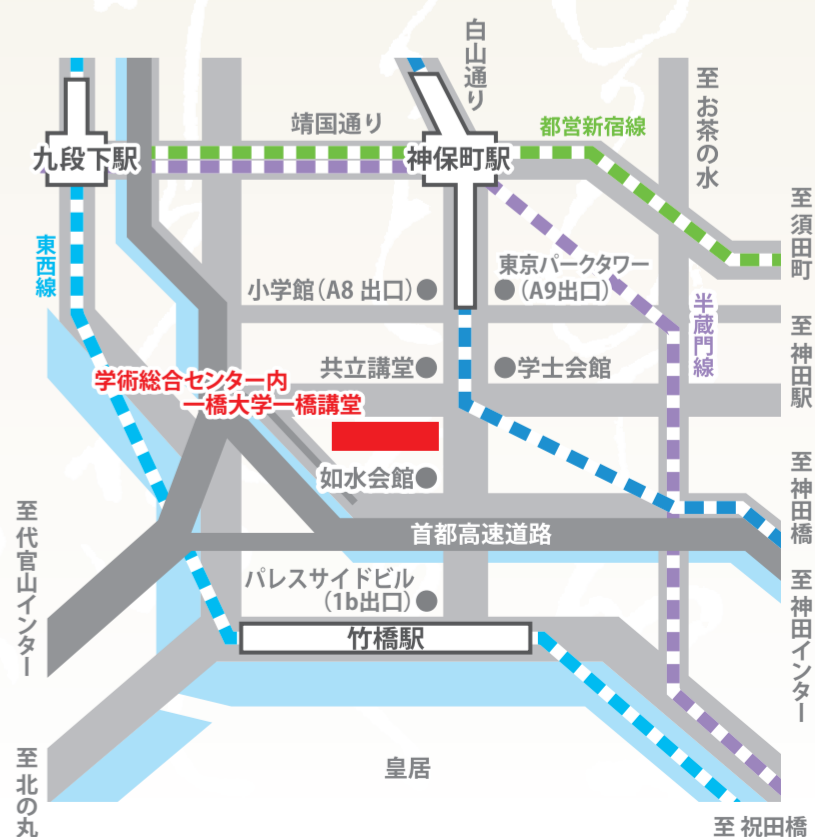 白山通り
靖国通り
都営新宿線
至 お茶の水
九段下駅
神保町駅
至 須田町
東西線
東京パークタワー
(A9出口)
小学館(A8 出口)
半蔵門線
至 神田駅
共立講堂
学士会館
学術総合センター内
一橋大学一橋講堂
如水会館
至 神田橋
至 代官山インター
首都高速道路
パレスサイドビル
(1b出口)
至 神田インター
竹橋駅
皇居
至 北の丸
至 祝田橋